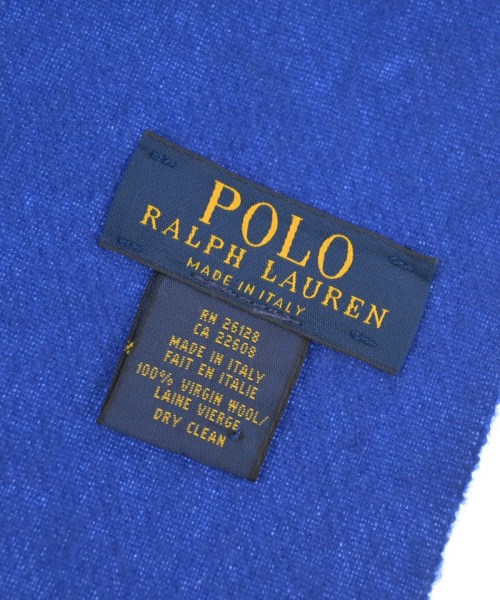 POLO
RALPH LAUREN
MADE IN ITALY
RN 26128
CA 22609
MADE IN ITALY
FAIT EN ITALIE
100% VIRGIN WOOL/
LAINE VIERGE
DRY CLEAN